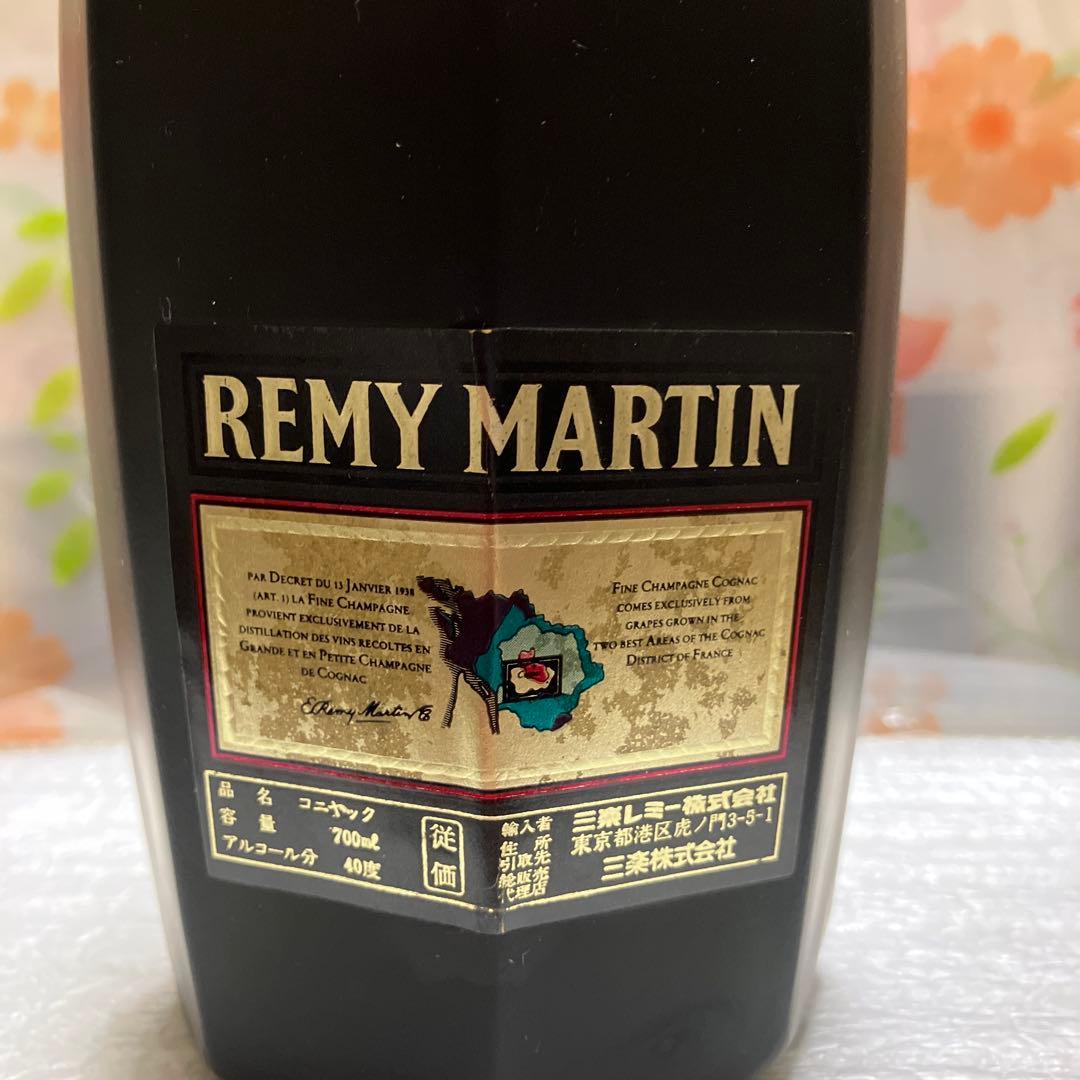 REMY MARTIN
PAR DECRET DU 13 JANVIER 1938
(ART. 1) LA FINE CHAMPAGNE
PROVIENT EXCLUSIVEMENT DE LA
DISTILLATION DES VINS RECOLTES EN
GRANDE ET EN PETITE CHAMPAGNE
DE COGNAC
E. Remy Martin
FINE CHAMPAGNE COGNAC
COMES EXCLUSIVELY FROM
GRAPES GROWN IN THE
TWO BEST AREAS OF THE COGNAC
DISTRICT OF FRANCE
品名 コニヤック
容量 700ml
アルコール分 40度
従価
輸入者 三楽レミー株式会社
住所 東京都港区虎ノ門3-5-1
引取先
総販売代理店 三楽株式会社